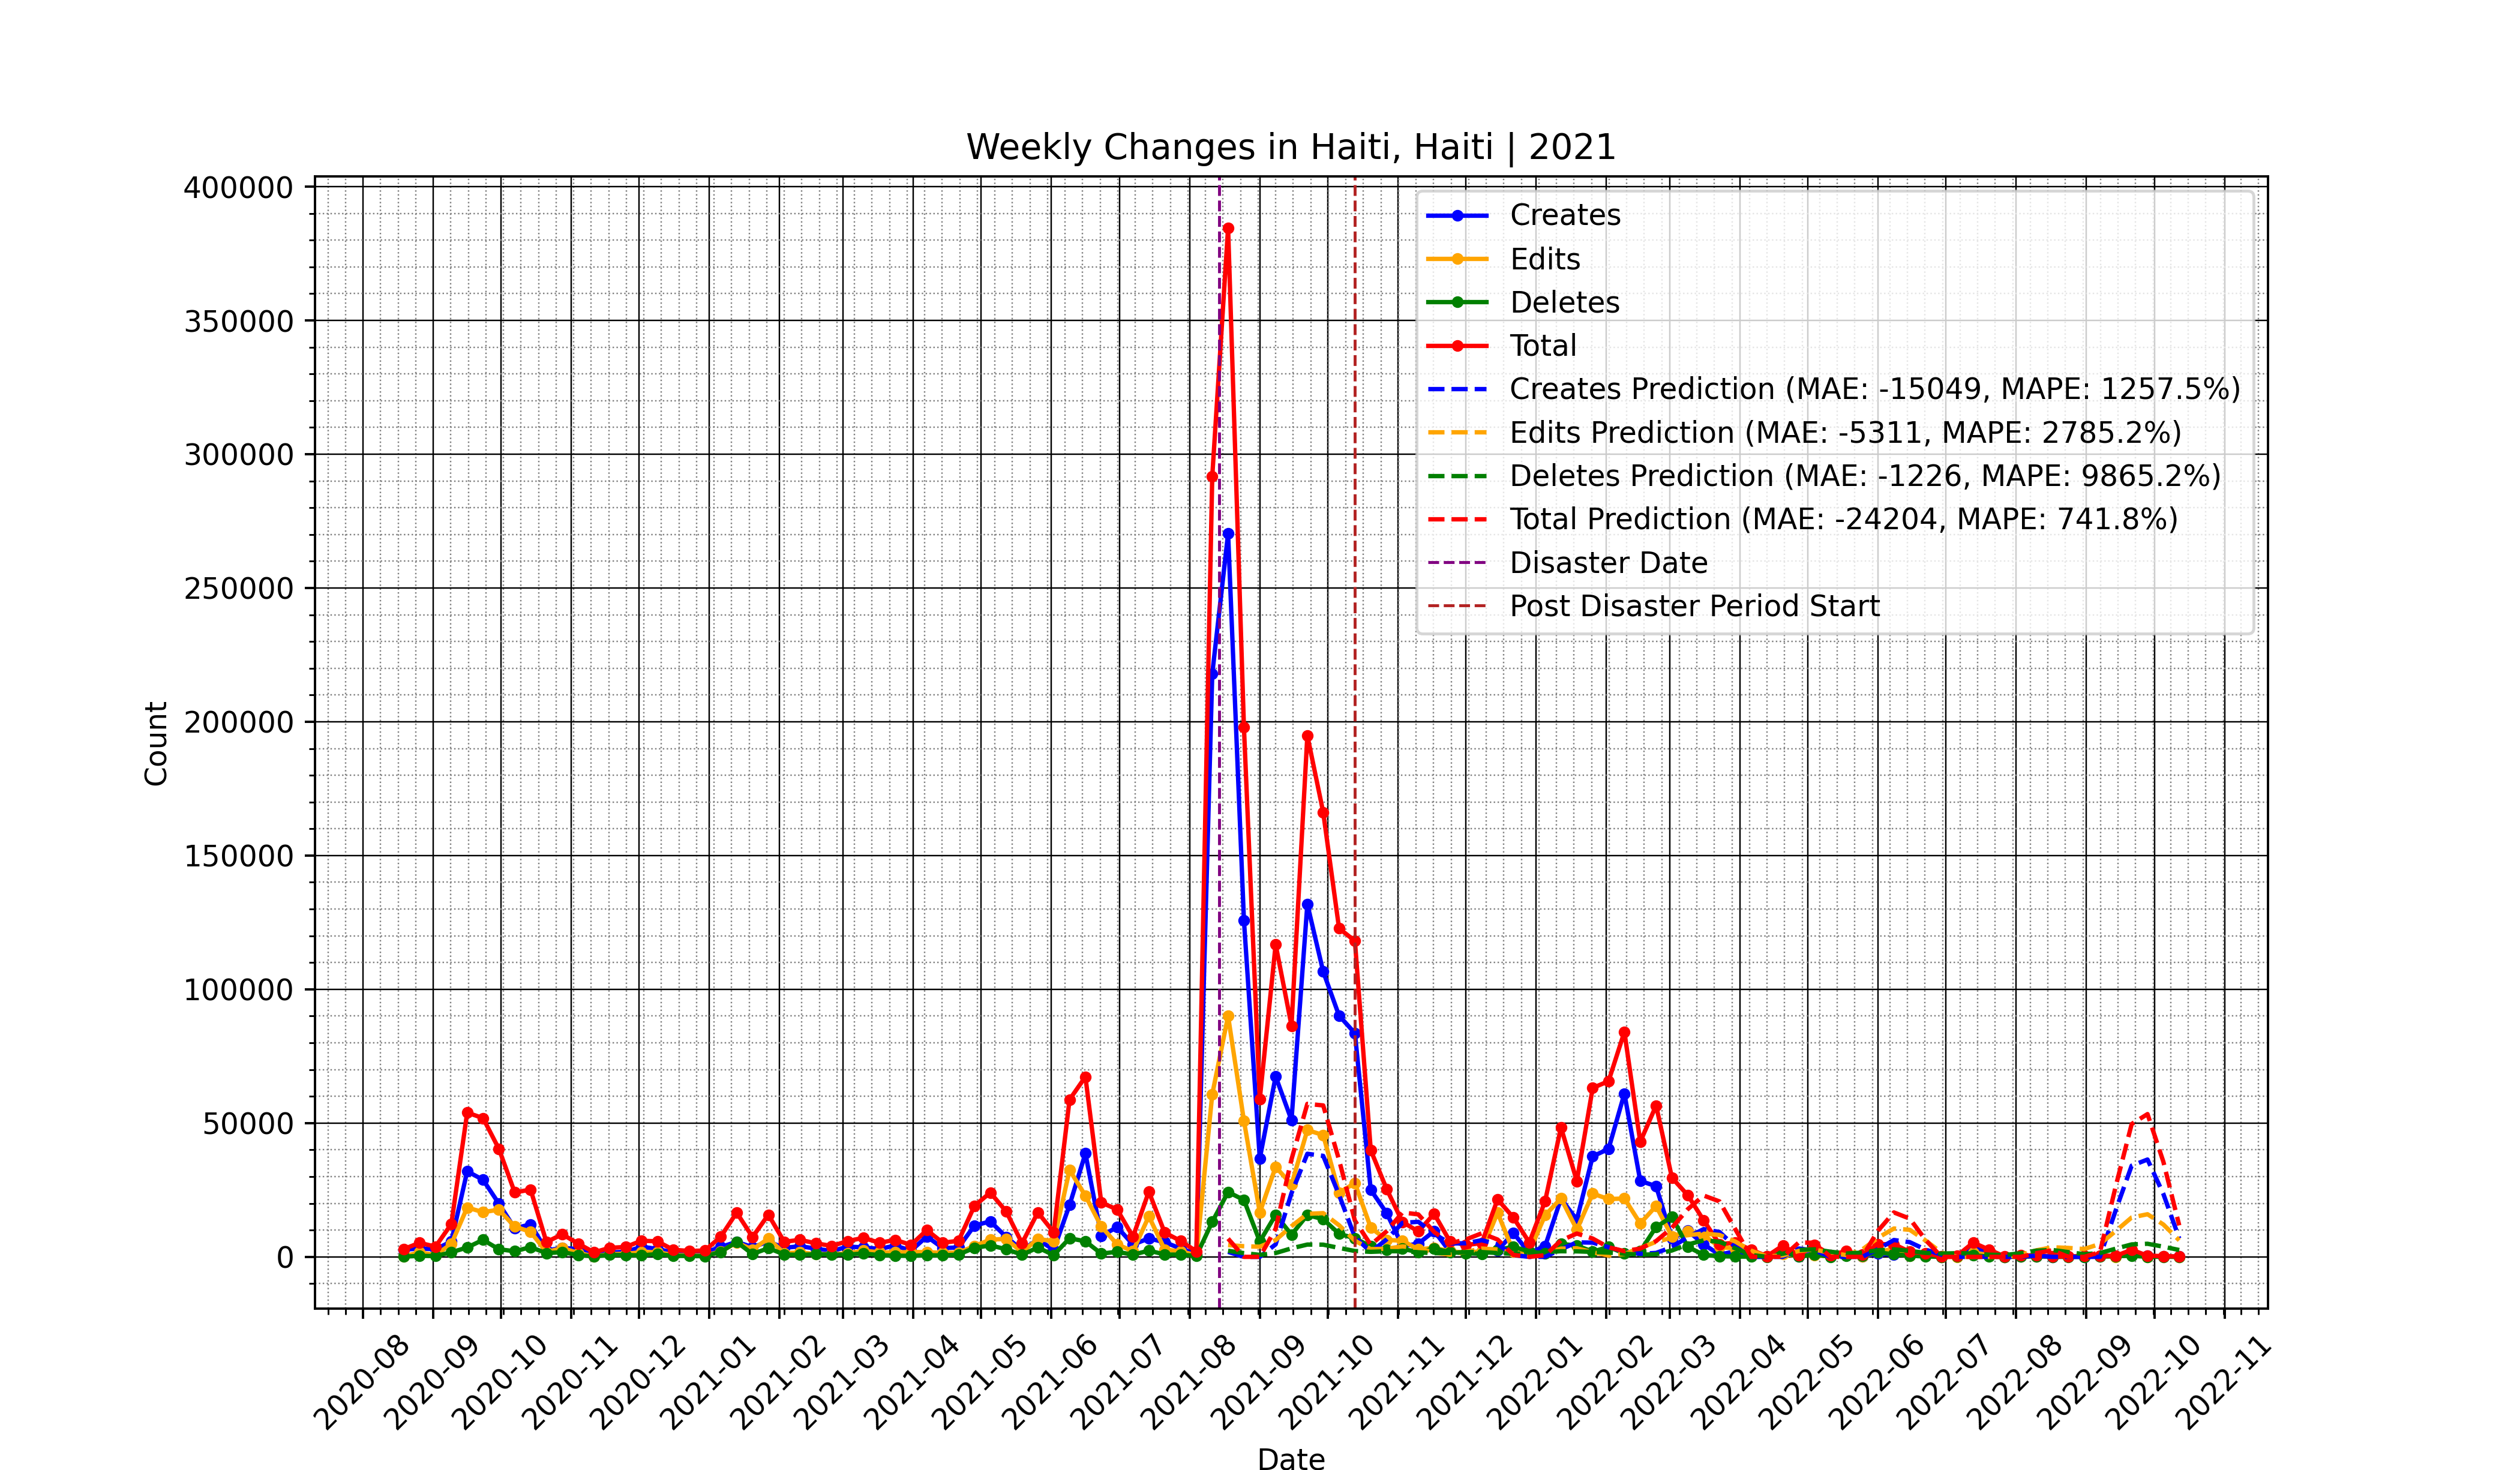 Weekly Changes in Haiti, Haiti | 2021
400000
350000
300000
250000
200000
150000
100000
50000
0
Count
Creates
Edits
Deletes
Total
Creates Prediction (MAE: -15049, MAPE: 1257.5%)
Edits Prediction (MAE: -5311, MAPE: 2785.2%)
Deletes Prediction (MAE: -1226, MAPE: 9865.2%)
Total Prediction (MAE: -24204, MAPE: 741.8%)
Disaster Date
Post Disaster Period Start
2020-08
2020-09
2020-10
2020-11
2020-12
2021-01
2021-02
2021-03
2021-04
2021-05
2021-06
2021-07
2021-08
2021-09
2021-10
2021-11
2021-12
2022-01
2022-02
2022-03
2022-04
2022-05
2022-06
2022-07
2022-08
2022-09
2022-10
2022-11
Date